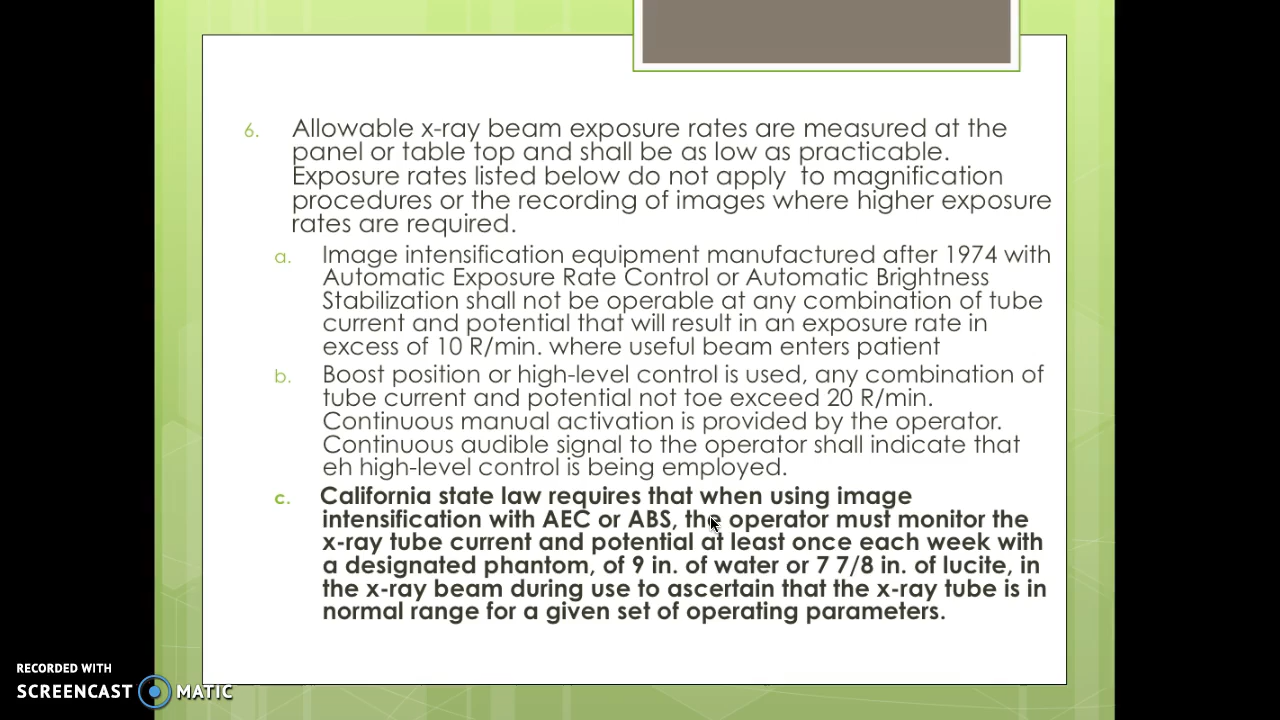 6. Allowable x-ray beam exposure rates are measured at the
panel or table top and shall be as low as practicable.
Exposure rates listed below do not apply to magnification
procedures or the recording of images where higher exposure
rates are required.
a. Image intensification equipment manufactured after 1974 with
Automatic Exposure Rate Control or Automatic Brightness
Stabilization shall not be operable at any combination of tube
current and potential that will result in an exposure rate in
excess of 10 R/min. where useful beam enters patient
b. Boost position or high-level control is used, any combination of
tube current and potential not toe exceed 20 R/min.
Continuous manual activation is provided by the operator.
Continuous audible signal to the operator shall indicate that
eh high-level control is being employed.
c. California state law requires that when using image
intensification with AEC or ABS, the operator must monitor the
x-ray tube current and potential at least once each week with
a designated phantom, of 9 in. of water or 7 7/8 in. of lucite, in
the x-ray beam during use to ascertain that the x-ray tube is in
normal range for a given set of operating parameters.
RECORDED WITH
SCREENCAST MATIC